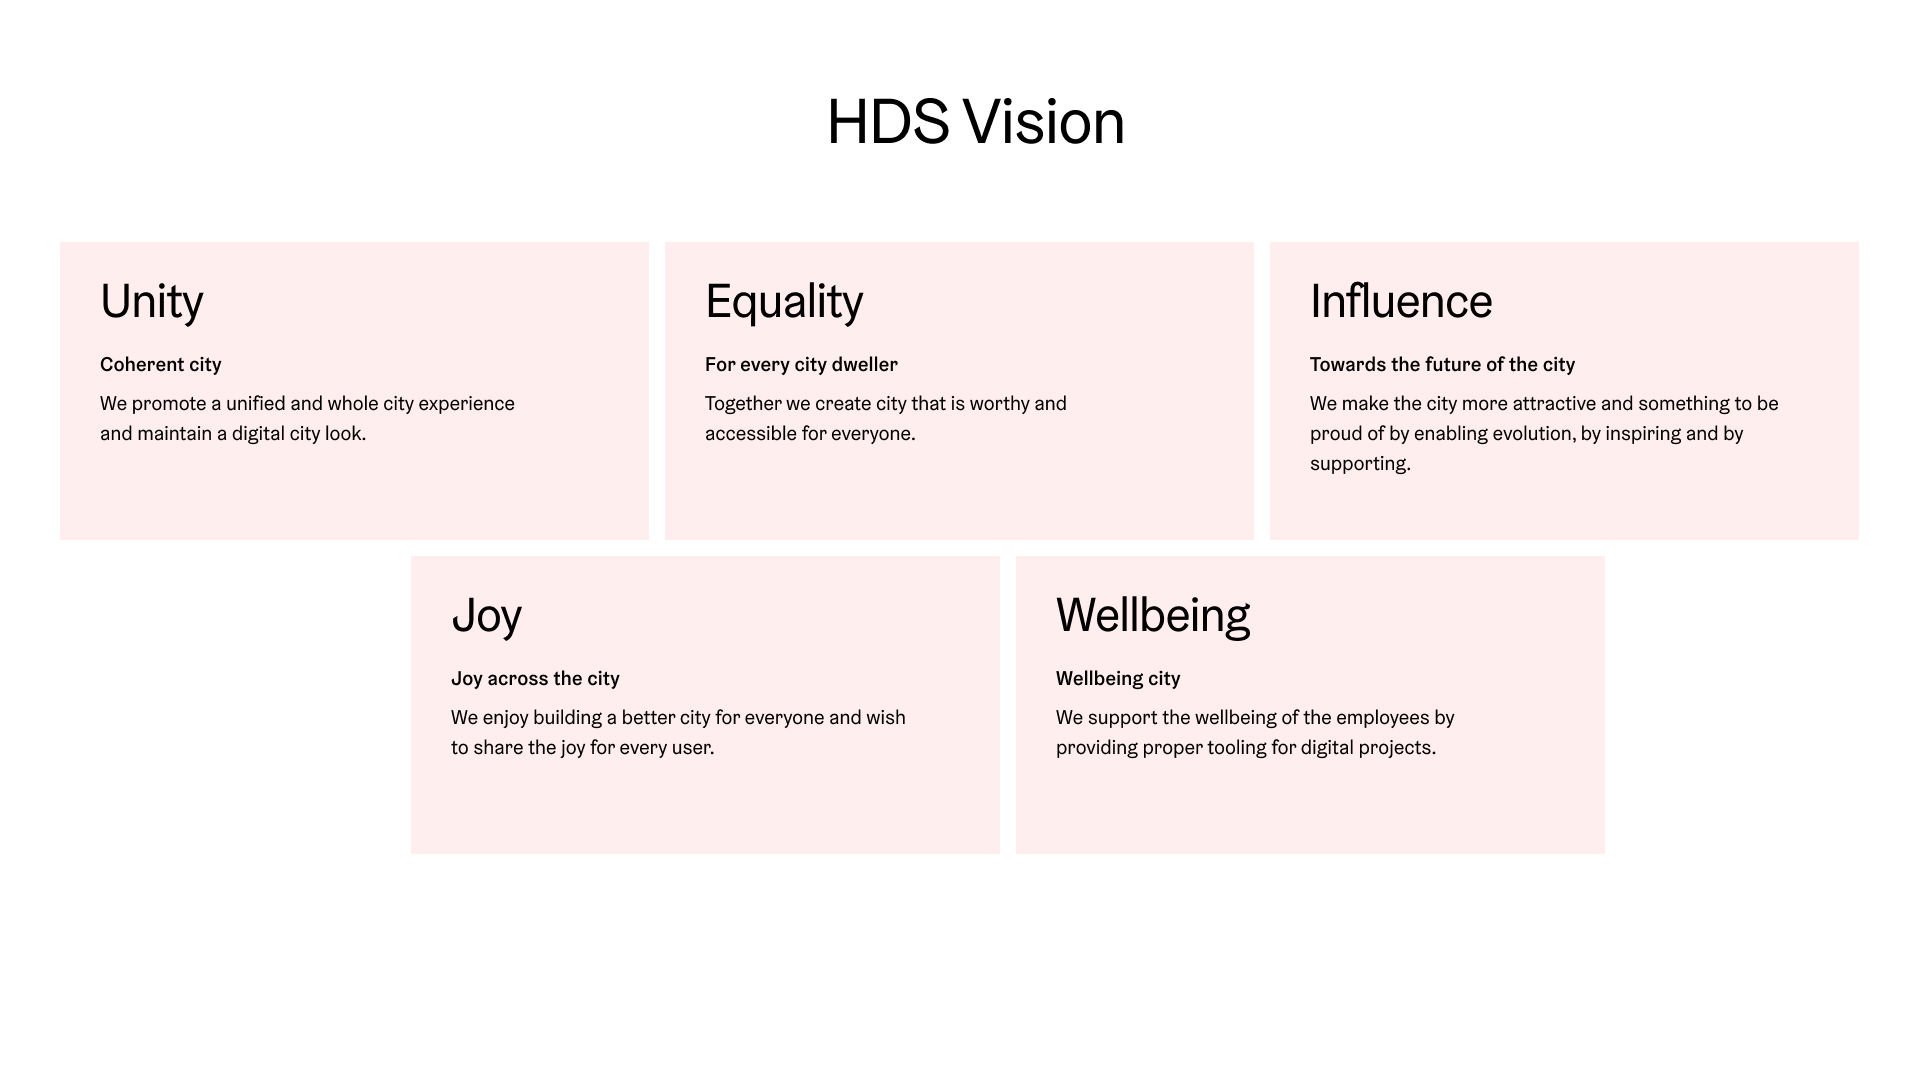 HDS Vision
Unity
Coherent city
We promote a unified and whole city experience
and maintain a digital city look.
Equality
For every city dweller
Together we create city that is worthy and
accessible for everyone.
Influence
Towards the future of the city
We make the city more attractive and something to be
proud of by enabling evolution, by inspiring and by
supporting.
Joy
Joy across the city
We enjoy building a better city for everyone and wish
to share the joy for every user.
Wellbeing
Wellbeing city
We support the wellbeing of the employees by
providing proper tooling for digital projects.